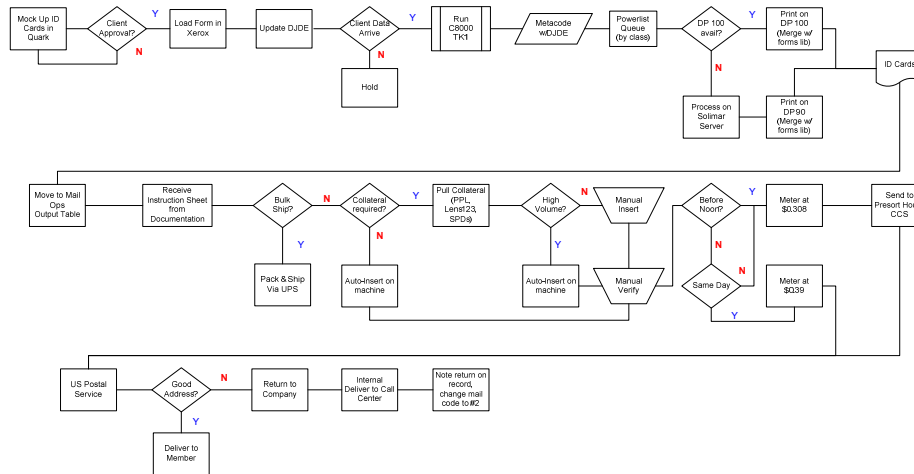 Mock Up ID
Cards in
Quark
Client
Approval?
Y
N
Load Form in
Xerox
Update DJDE
Client Data
Arrive
Y
N
Hold
Run
C8000
TK1
Metacode
w/DJDE
Powerlist
Queue
(by class)
DP 100
avail?
Y
N
Print on
DP 100
(Merge w/
forms lib)
Process on
Solimar
Server
Print on
DP90
(Merge w/
forms lib)
ID Cards
Move to Mail
Ops
Output Table
Receive
Instruction Sheet
from
Documentation
Bulk
Ship?
N
Y
Pack & Ship
Via UPS
Collateral
required?
Y
N
Auto-Insert on
machine
Pull Collateral
(PPL,
Lens123,
SPDs)
High
Volume?
N
Y
Auto-Insert on
machine
Manual
Insert
Manual
Verify
Before
Noon?
Y
N
Same Day
N
Y
Meter at
$0.308
Meter at
$0.39
Send to
Presort Hou
CCS
US Postal
Service
Good
Address?
N
Y
Deliver to
Member
Return to
Company
Internal
Deliver to Call
Center
Note return on
record,
change mail
code to #2